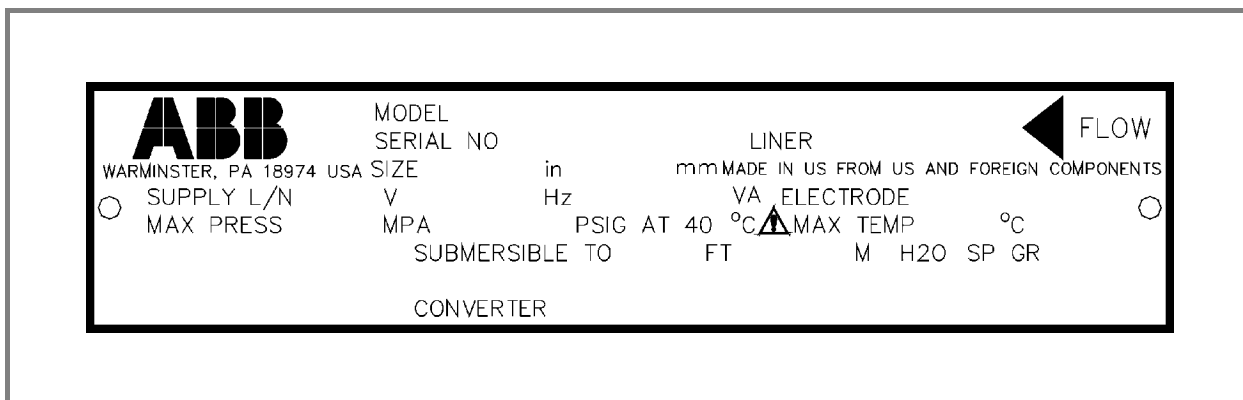 ABB
MODEL
FLOW
SERIAL NO LINER
WARMINSTER, PA 18974 USA SIZE in mm MADE IN US FROM US AND FOREIGN COMPONENTS
SUPPLY L/N V Hz VA ELECTRODE
MAX PRESS MPA PSIG AT 40 °C MAX TEMP °C
SUBMERSIBLE TO FT M H2O SP GR
CONVERTER